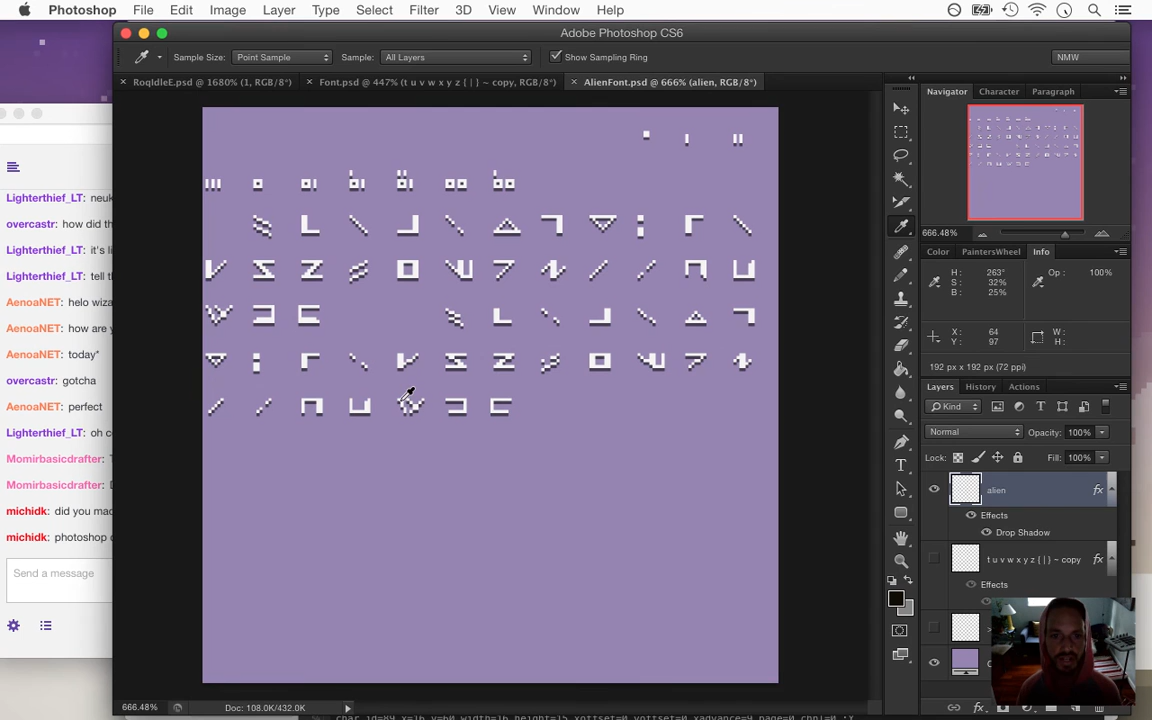 Photoshop File Edit Image Layer Type Select Filter 3D View Window Help
Adobe Photoshop CS6
Sample Size: Point Sample Sample: All Layers Show Sampling Ring NMW
RoqIdleE.psd @ 1680% (1, RGB/8*) Font.psd @ 447% (t u v w x y z { | } ~ copy, RGB/8*) AlienFont.psd @ 666% (alien, RGB/8*)
Navigator Character Paragraph
666.48%
Color PaintersWheel Info
H: 263° Op: 100%
S: 32%
B: 25%
X: 64 W:
Y: 97 H:
192 px x 192 px (72 ppi)
Layers History Actions
Kind
Normal Opacity: 100%
Lock: Fill: 100%
alien fx
Effects
Drop Shadow
t u v w x y z { | } ~ copy fx
Effects
Lighterthief_LT:
overcastr: how did th
Lighterthief_LT: it's li
Lighterthief_LT: tell th
AenoaNET: helo wiza
AenoaNET: how are y
AenoaNET: today*
overcastr: gotcha
AenoaNET: perfect
Lighterthief_LT: oh c
Momirbasicdrafter:
Momirbasicdrafter:
michidk: did you mac
michidk: photoshop c
Send a message
666.48% Doc: 108.0K/432.0K